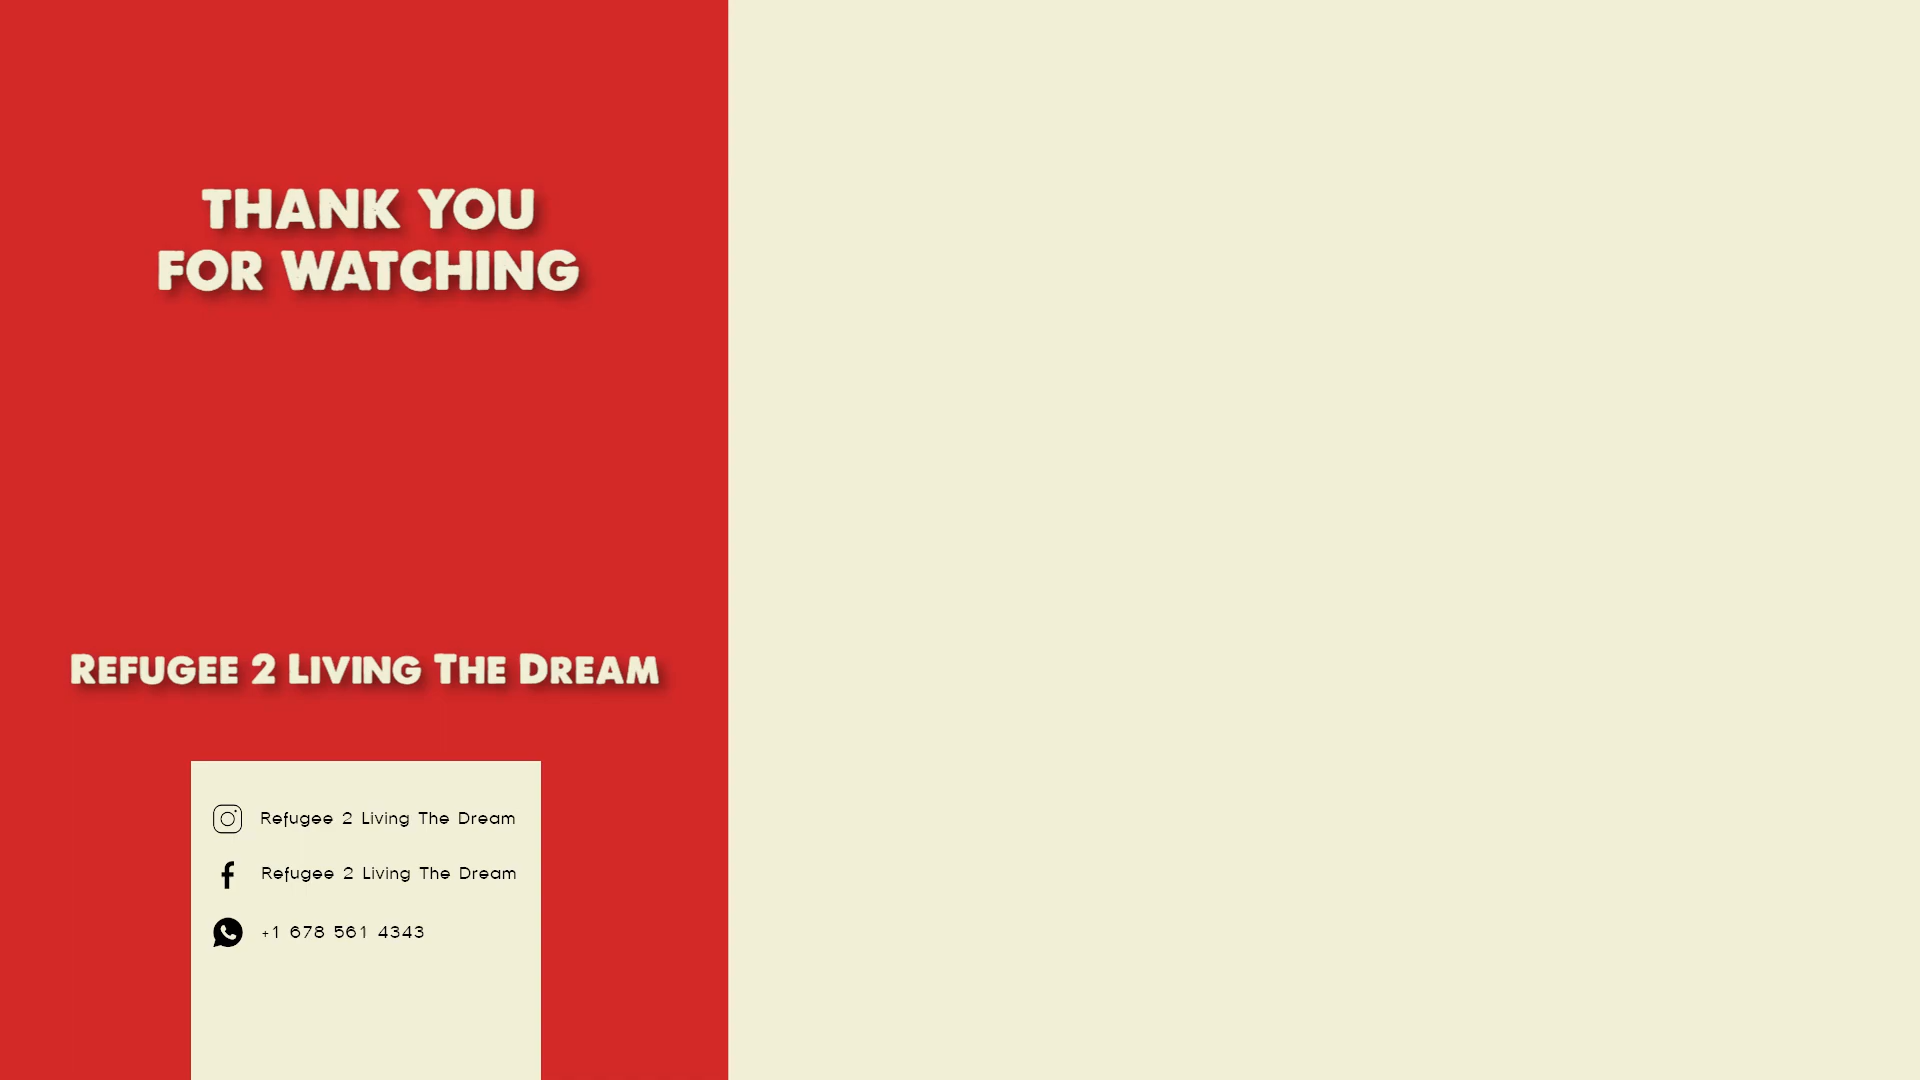 THANK YOU
FOR WATCHING
REFUGEE 2 LIVING THE DREAM
Refugee 2 Living The Dream
Refugee 2 Living The Dream
+1 678 561 4343